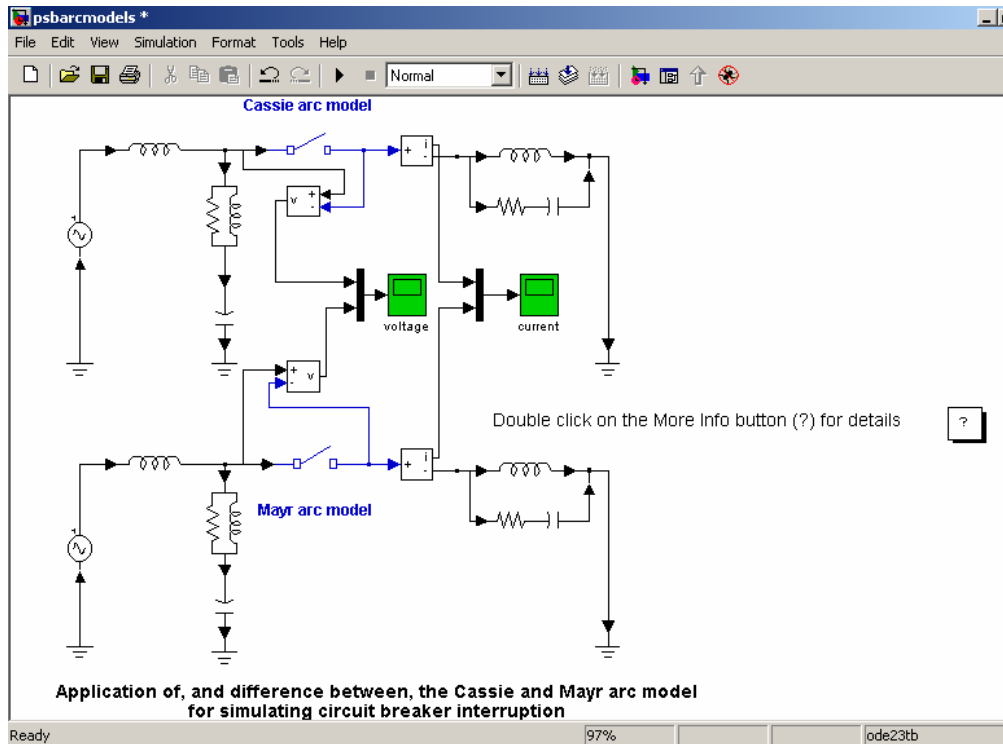 psbarcmodels *
File Edit View Simulation Format Tools Help
Normal
Cassie arc model
+ i -
v + -
voltage
current
+ - v
Double click on the More Info button (?) for details
?
+ i -
Mayr arc model
Application of, and difference between, the Cassie and Mayr arc model
for simulating circuit breaker interruption
Ready 97% ode23tb